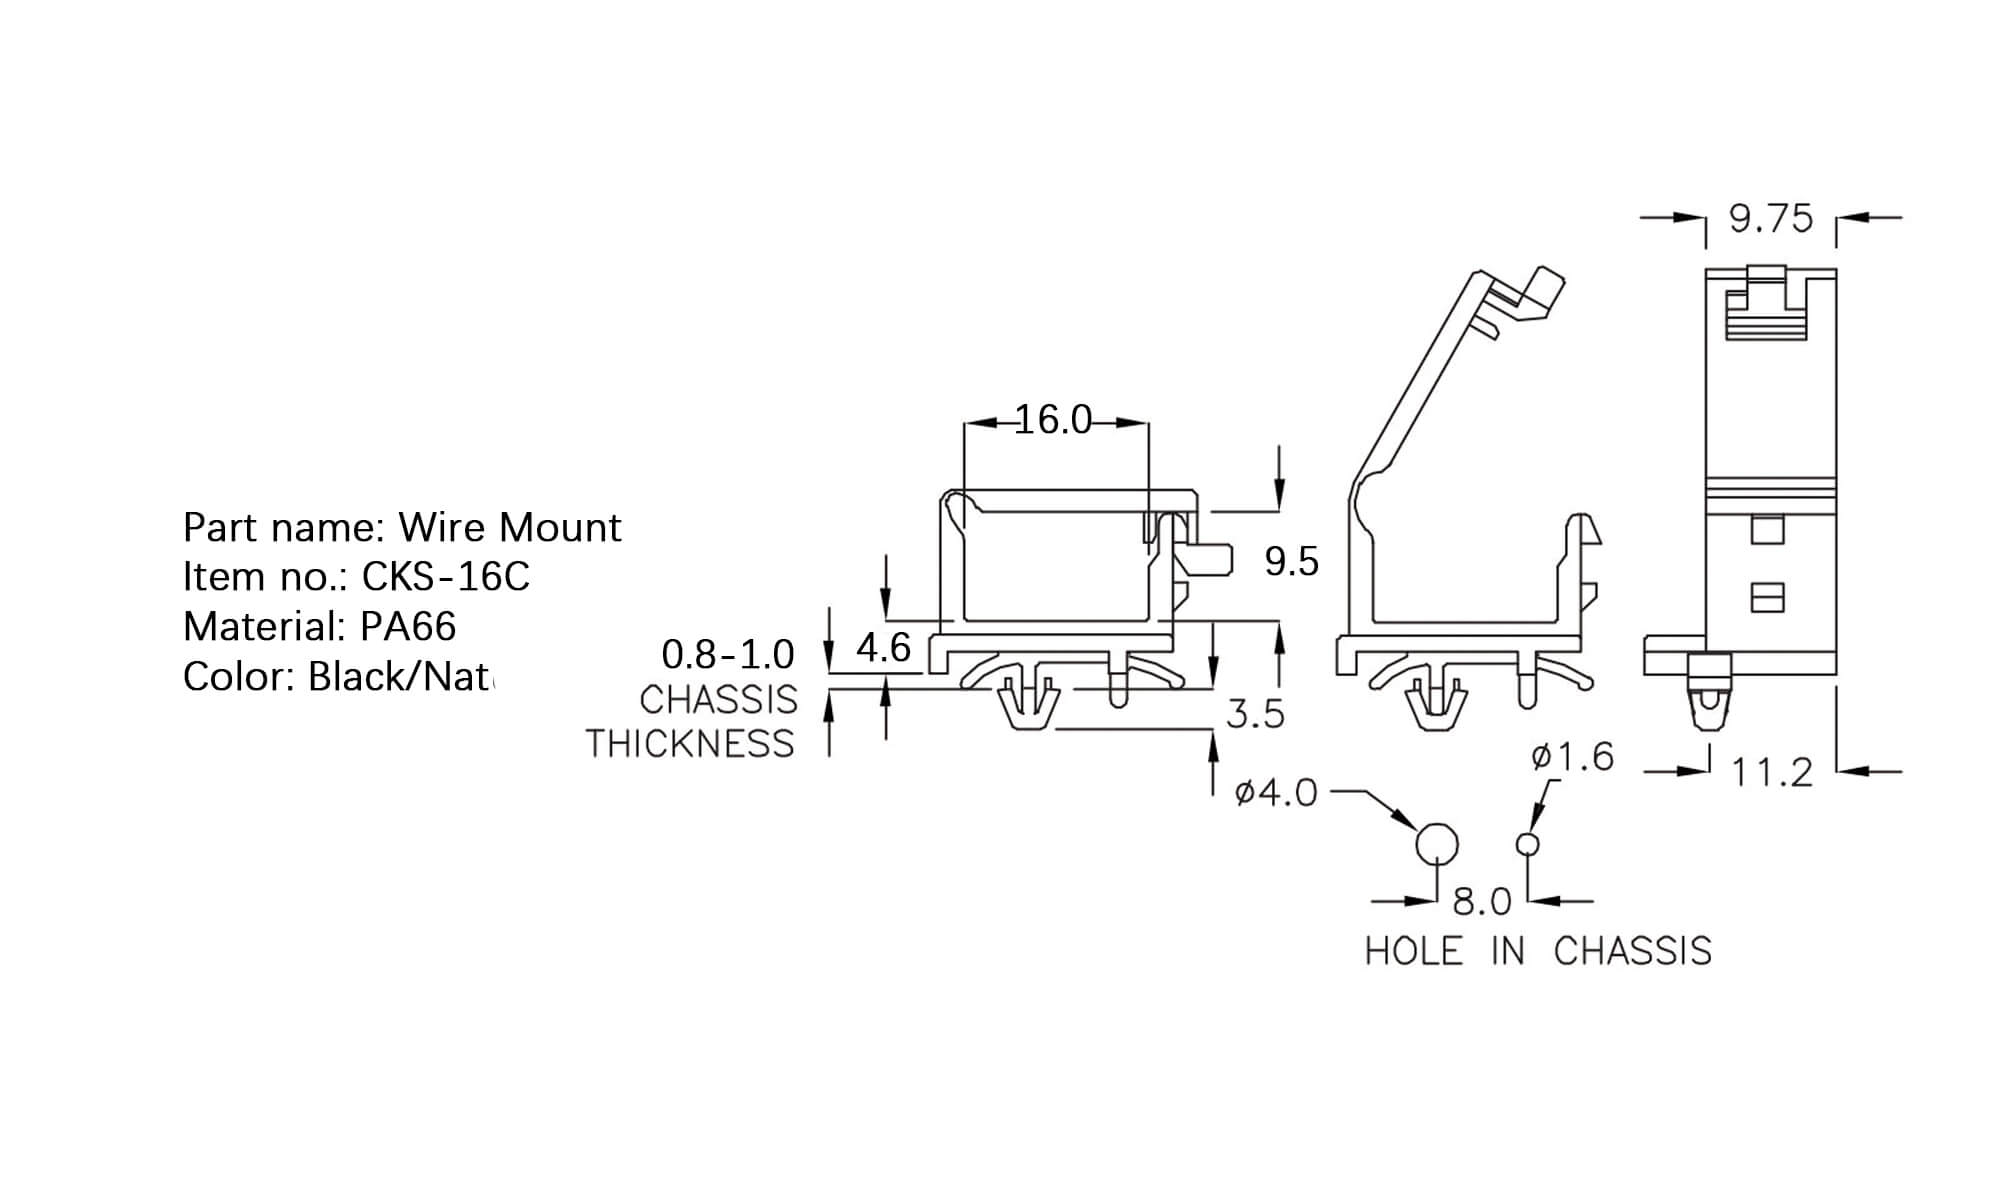 Part name: Wire Mount
Item no.: CKS-16C
Material: PA66
Color: Black/Nat
0.8-1.0
CHASSIS
THICKNESS
4.6
16.0
9.5
3.5
9.75
11.2
ø4.0
ø1.6
8.0
HOLE IN CHASSIS